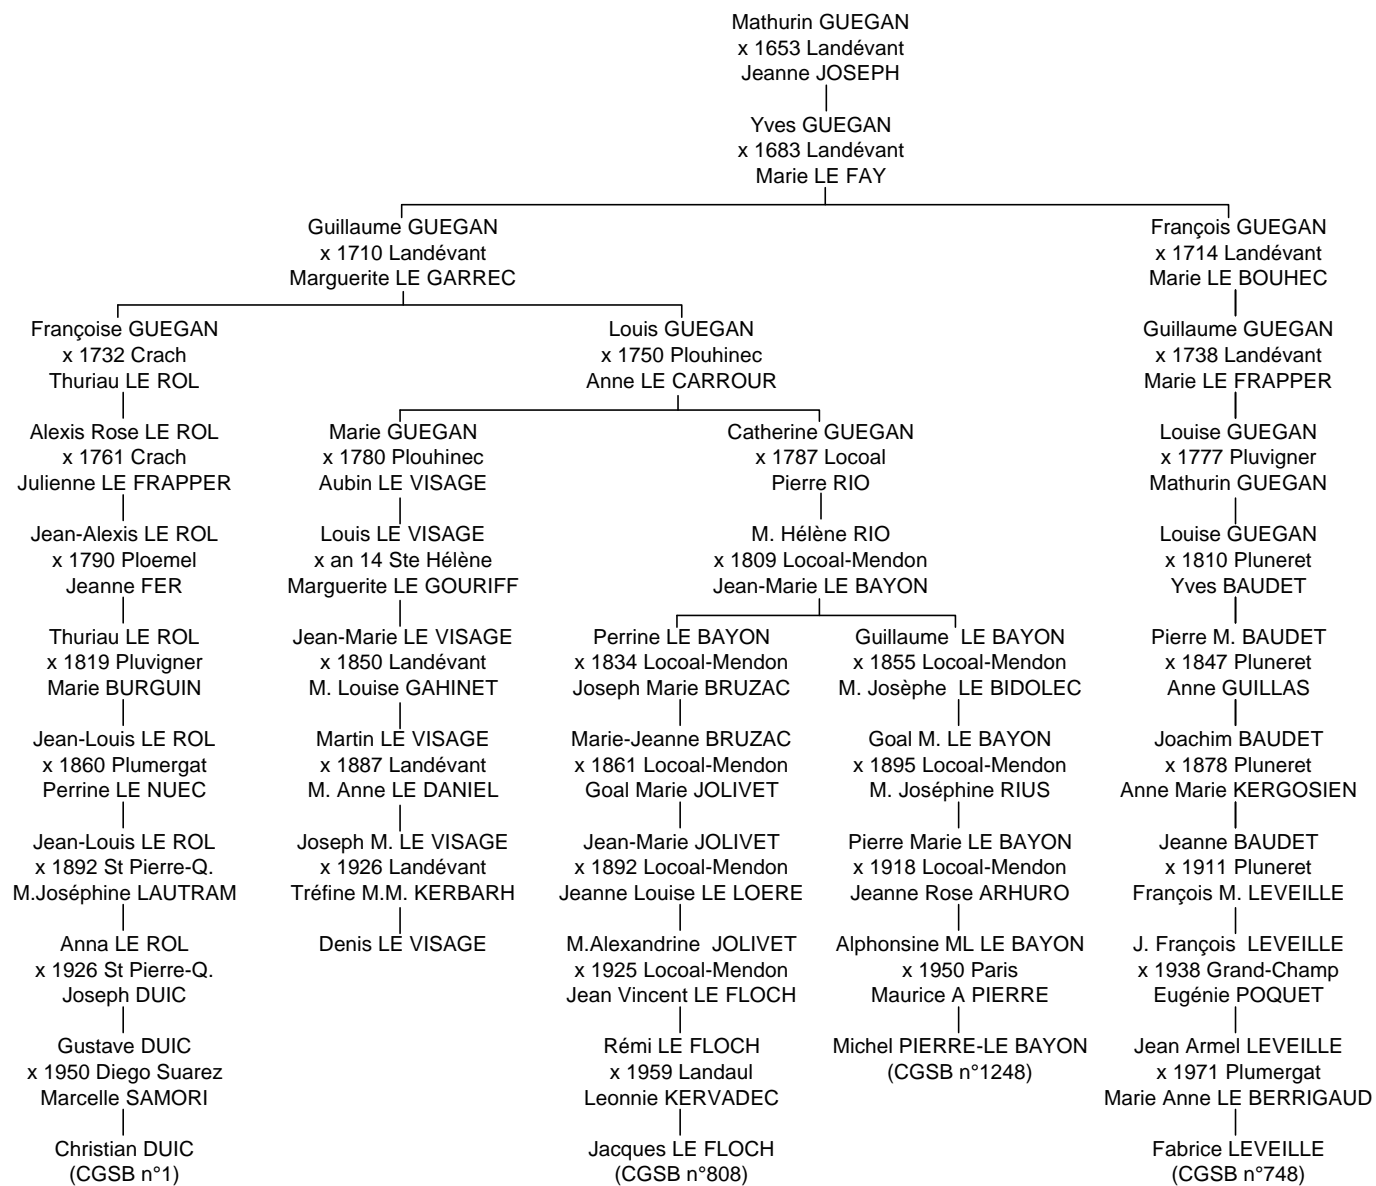 Mathurin GUEGAN
x 1653 Landévant
Jeanne JOSEPH
Yves GUEGAN
x 1683 Landévant
Marie LE FAY
Guillaume GUEGAN
x 1710 Landévant
Marguerite LE GARREC
François GUEGAN
x 1714 Landévant
Marie LE BOUHEC
Françoise GUEGAN
x 1732 Crach
Thuriau LE ROL
Louis GUEGAN
x 1750 Plouhinec
Anne LE CARROUR
Guillaume GUEGAN
x 1738 Landévant
Marie LE FRAPPER
Alexis Rose LE ROL
x 1761 Crach
Julienne LE FRAPPER
Marie GUEGAN
x 1780 Plouhinec
Aubin LE VISAGE
Catherine GUEGAN
x 1787 Locoal
Pierre RIO
Louise GUEGAN
x 1777 Pluvigner
Mathurin GUEGAN
Jean-Alexis LE ROL
x 1790 Ploemel
Jeanne FER
Louis LE VISAGE
x an 14 Ste Hélène
Marguerite LE GOURIFF
M. Hélène RIO
x 1809 Locoal-Mendon
Jean-Marie LE BAYON
Louise GUEGAN
x 1810 Pluneret
Yves BAUDET
Thuriau LE ROL
x 1819 Pluvigner
Marie BURGUIN
Jean-Marie LE VISAGE
x 1850 Landévant
M. Louise GAHINET
Perrine LE BAYON
x 1834 Locoal-Mendon
Joseph Marie BRUZAC
Guillaume LE BAYON
x 1855 Locoal-Mendon
M. Josèphe LE BIDOLEC
Pierre M. BAUDET
x 1847 Pluneret
Anne GUILLAS
Jean-Louis LE ROL
x 1860 Plumergat
Perrine LE NUEC
Martin LE VISAGE
x 1887 Landévant
M. Anne LE DANIEL
Marie-Jeanne BRUZAC
x 1861 Locoal-Mendon
Goal Marie JOLIVET
Goal M. LE BAYON
x 1895 Locoal-Mendon
M. Joséphine RIUS
Joachim BAUDET
x 1878 Pluneret
Anne Marie KERGOSIEN
Jean-Louis LE ROL
x 1892 St Pierre-Q.
M.Joséphine LAUTRAM
Joseph M. LE VISAGE
x 1926 Landévant
Tréfine M.M. KERBARH
Jean-Marie JOLIVET
x 1892 Locoal-Mendon
Jeanne Louise LE LOERE
Pierre Marie LE BAYON
x 1918 Locoal-Mendon
Jeanne Rose ARHURO
Jeanne BAUDET
x 1911 Pluneret
François M. LEVEILLE
Anna LE ROL
x 1926 St Pierre-Q.
Joseph DUIC
Denis LE VISAGE
M.Alexandrine JOLIVET
x 1925 Locoal-Mendon
Jean Vincent LE FLOCH
Alphonsine ML LE BAYON
x 1950 Paris
Maurice A PIERRE
J. François LEVEILLE
x 1938 Grand-Champ
Eugénie POQUET
Gustave DUIC
x 1950 Diego Suarez
Marcelle SAMORI
Rémi LE FLOCH
x 1959 Landaul
Leonnie KERVADEC
Michel PIERRE-LE BAYON
(CGSB n°1248)
Jean Armel LEVEILLE
x 1971 Plumergat
Marie Anne LE BERRIGAUD
Christian DUIC
(CGSB n°1)
Jacques LE FLOCH
(CGSB n°808)
Fabrice LEVEILLE
(CGSB n°748)